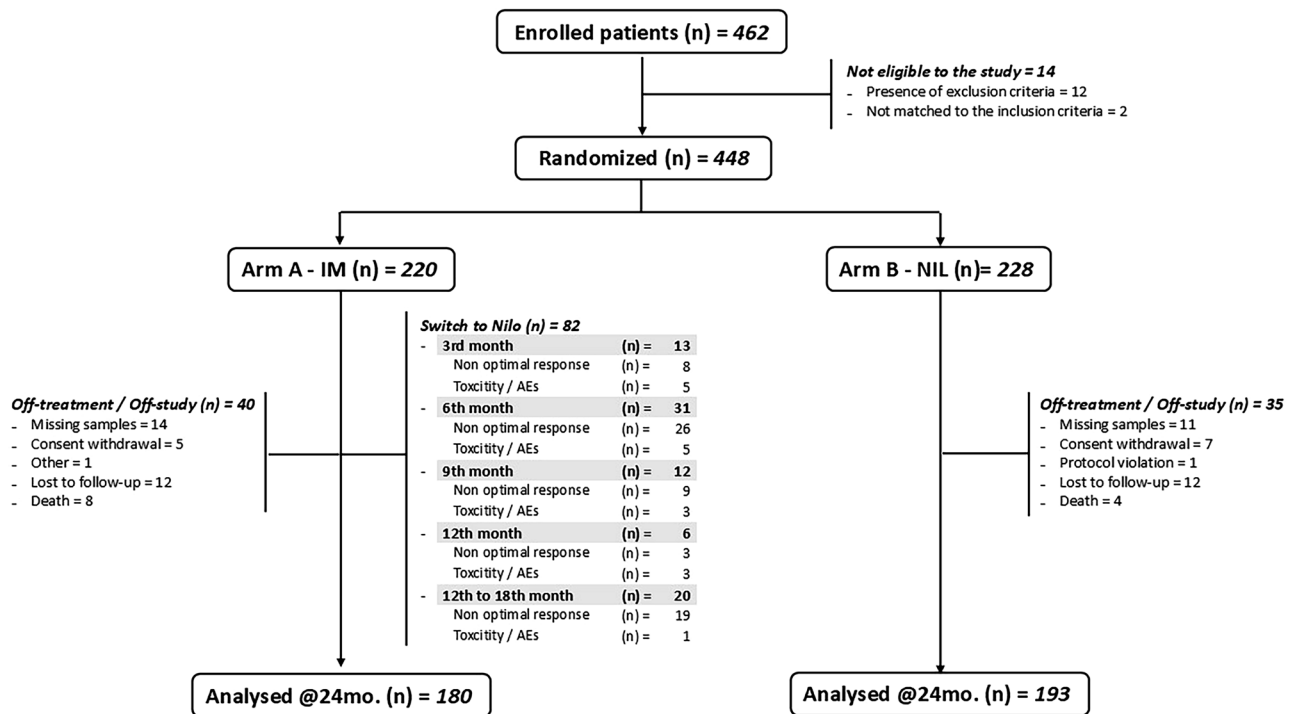 Enrolled patients (n) = 462
Not eligible to the study = 14
- Presence of exclusion criteria = 12
- Not matched to the inclusion criteria = 2
Randomized (n) = 448
Arm A - IM (n) = 220
Arm B - NIL (n)= 228
Switch to Nilo (n) = 82
- 3rd month (n) = 13
Non optimal response (n) = 8
Toxcitity / AEs (n) = 5
- 6th month (n) = 31
Non optimal response (n) = 26
Toxcitity / AEs (n) = 5
- 9th month (n) = 12
Non optimal response (n) = 9
Toxcitity / AEs (n) = 3
- 12th month (n) = 6
Non optimal response (n) = 3
Toxcitity / AEs (n) = 3
- 12th to 18th month (n) = 20
Non optimal response (n) = 19
Toxcitity / AEs (n) = 1
Off-treatment / Off-study (n) = 40
- Missing samples = 14
- Consent withdrawal = 5
- Other = 1
- Lost to follow-up = 12
- Death = 8
Off-treatment / Off-study (n) = 35
- Missing samples = 11
- Consent withdrawal = 7
- Protocol violation = 1
- Lost to follow-up = 12
- Death = 4
Analysed @24mo. (n) = 180
Analysed @24mo. (n) = 193